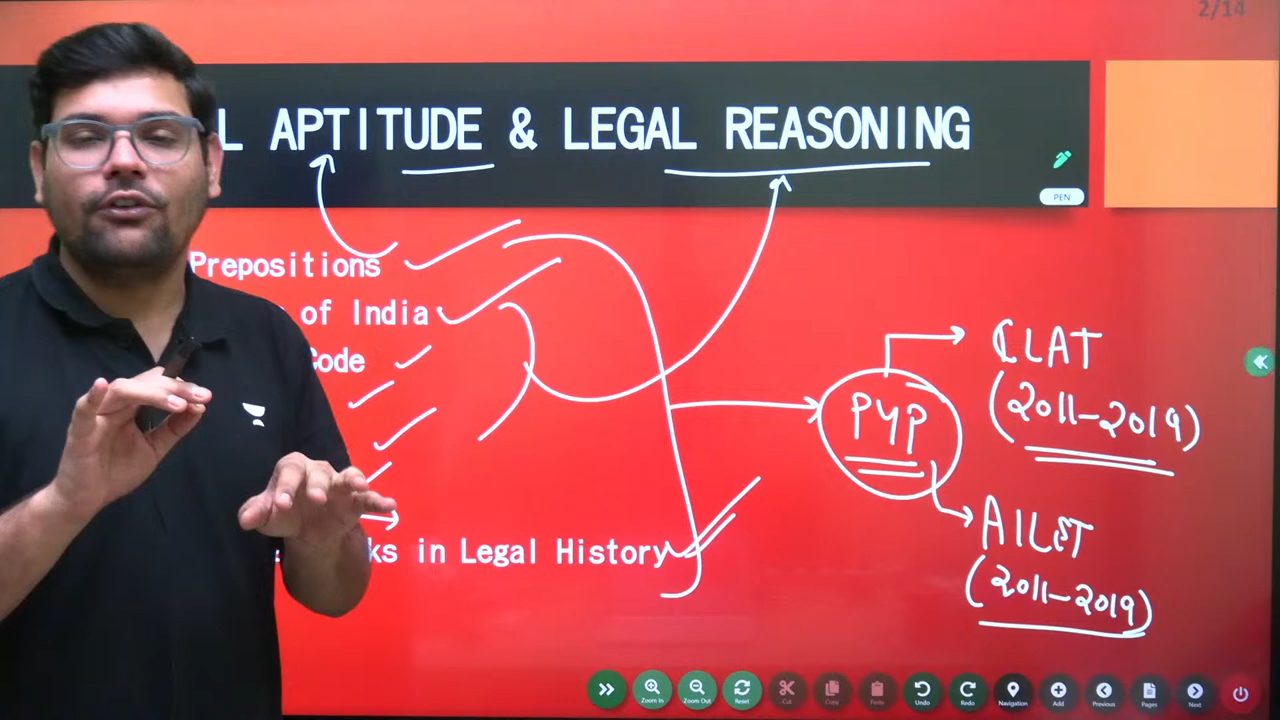 2/14
L APTITUDE & LEGAL REASONING
PEN
Prepositions
of India
Code
ks in Legal History
PYP
CLAT
(2011-2019)
AILET
(2011-2019)
Zoom In Zoom Out Reset Cut Copy Paste Undo Redo Navigation Add Previous Pages Next